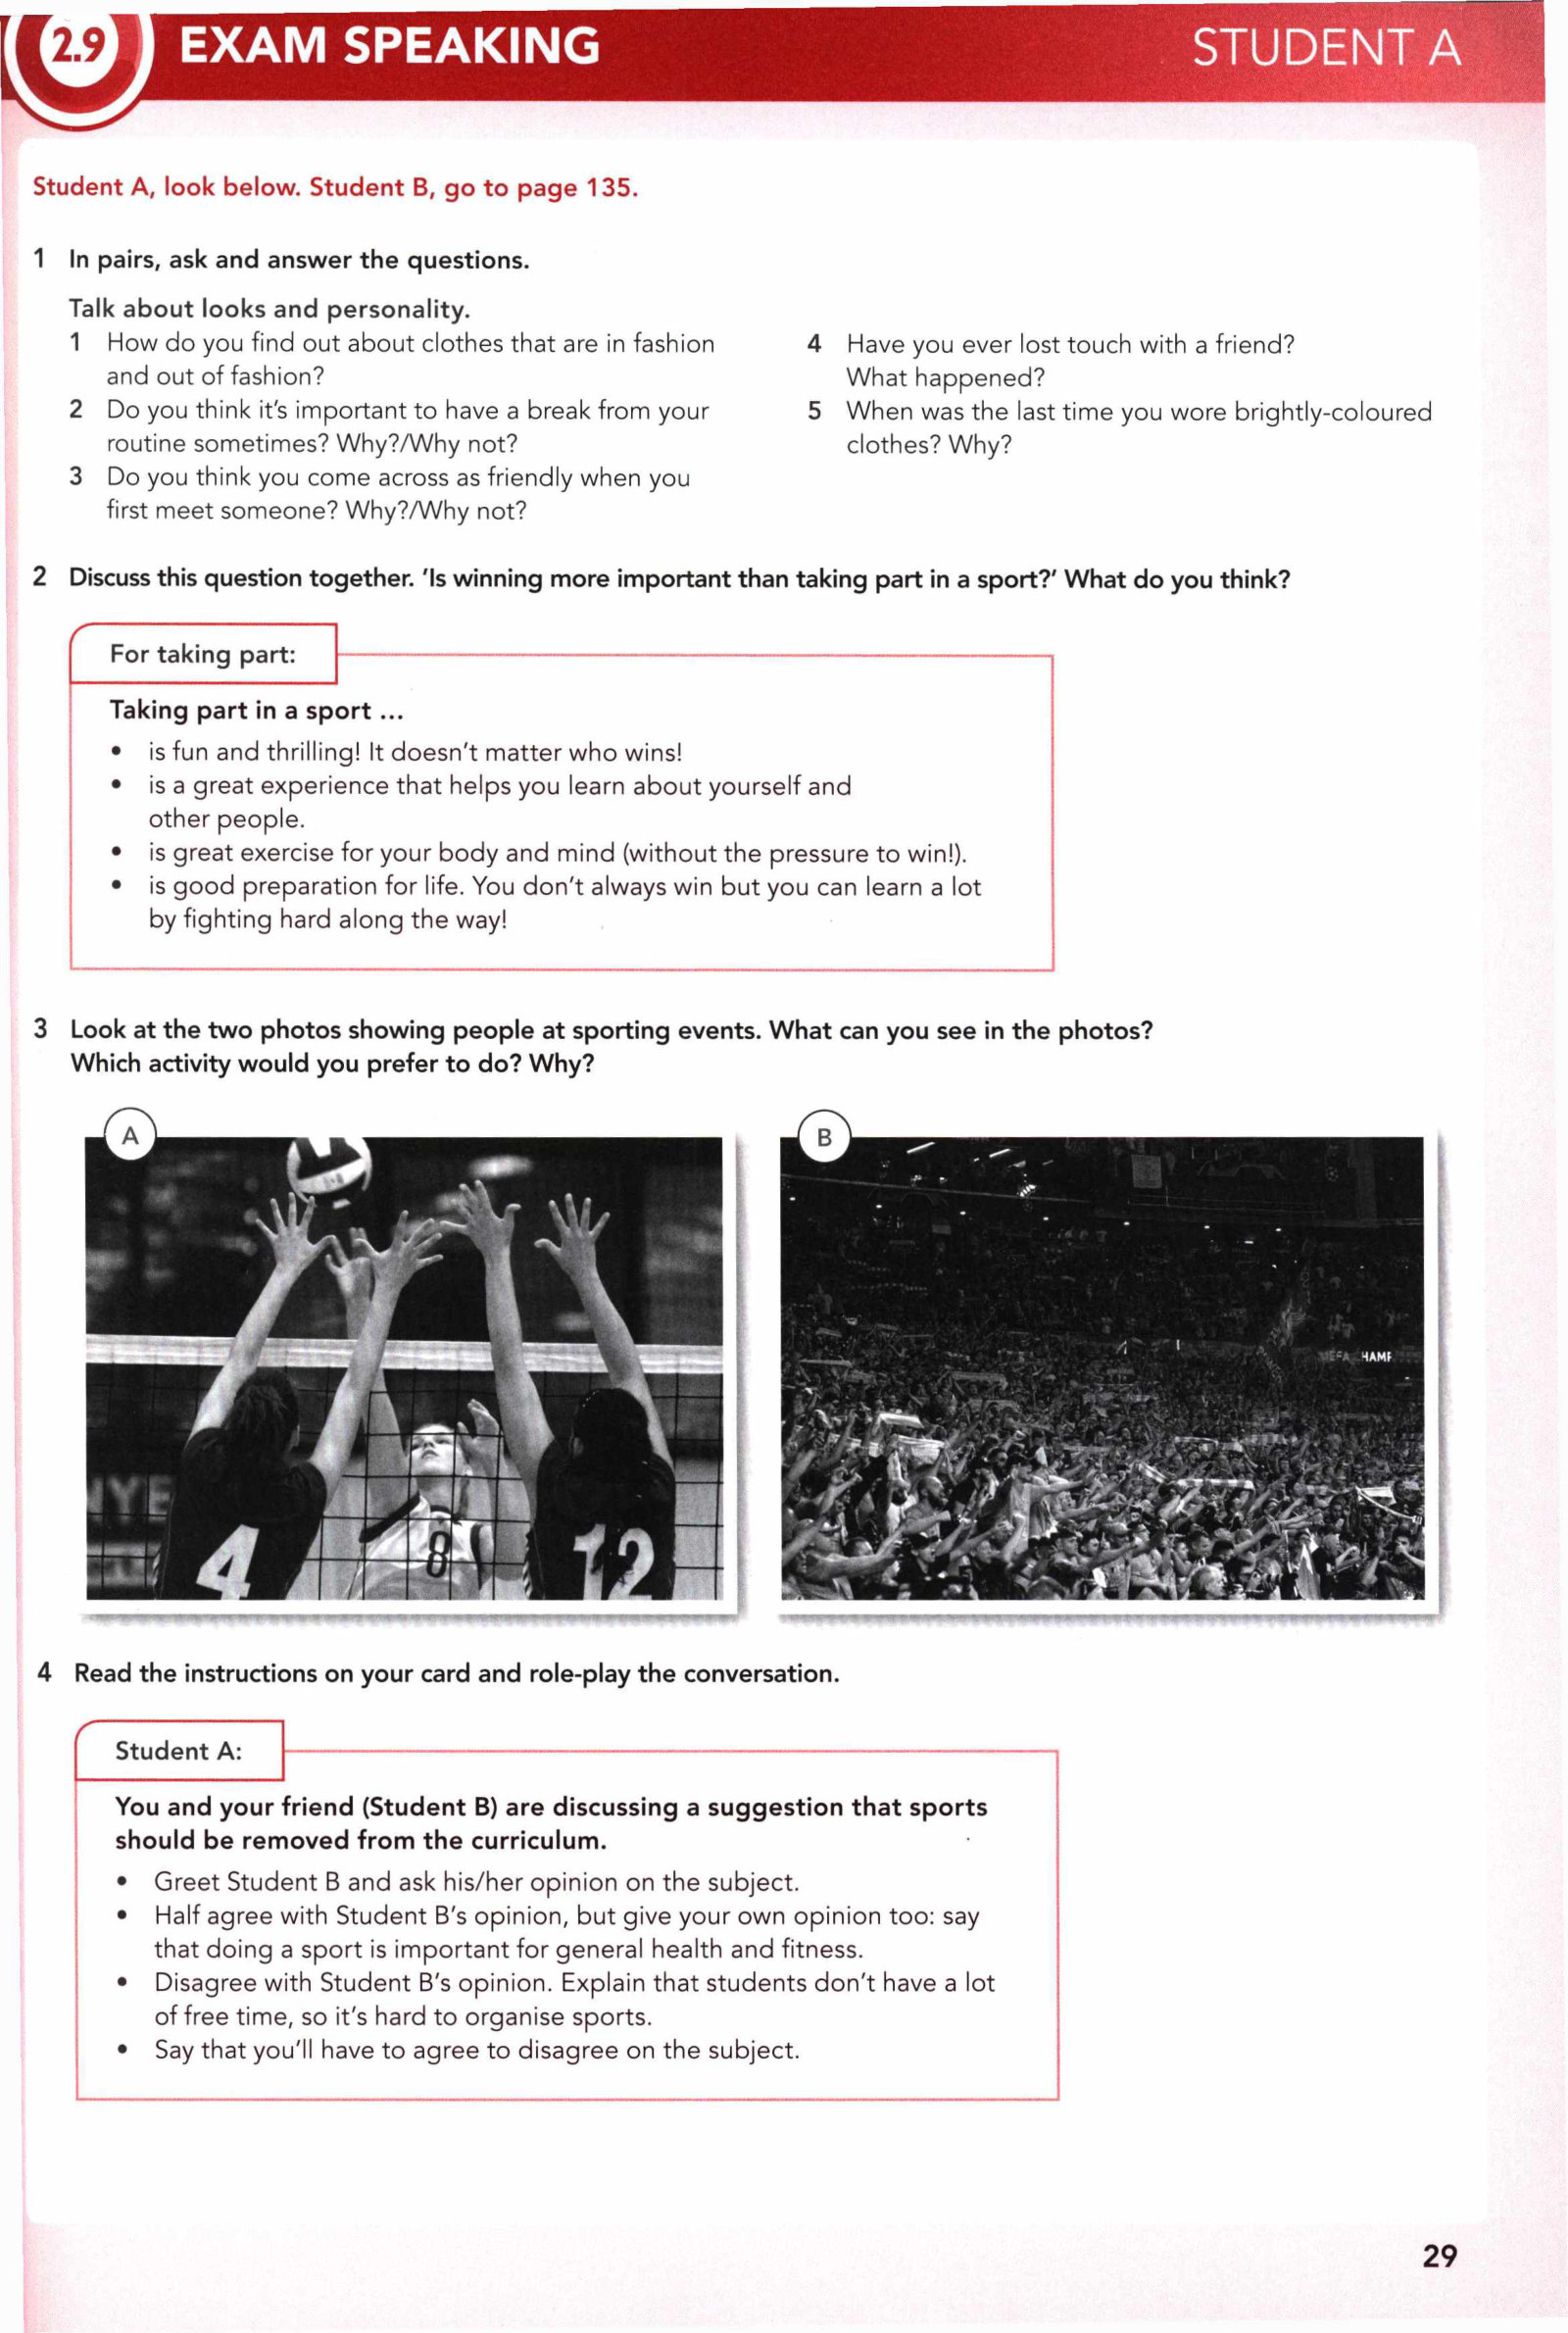 2.9 EXAM SPEAKING
STUDENT A
Student A, look below. Student B, go to page 135.
1 In pairs, ask and answer the questions.
Talk about looks and personality.
1 How do you find out about clothes that are in fashion
and out of fashion?
2 Do you think it's important to have a break from your
routine sometimes? Why?/Why not?
3 Do you think you come across as friendly when you
first meet someone? Why?/Why not?
4 Have you ever lost touch with a friend?
What happened?
5 When was the last time you wore brightly-coloured
clothes? Why?
2 Discuss this question together. 'Is winning more important than taking part in a sport?' What do you think?
For taking part:
Taking part in a sport ...
• is fun and thrilling! It doesn't matter who wins!
• is a great experience that helps you learn about yourself and
other people.
• is great exercise for your body and mind (without the pressure to win!).
• is good preparation for life. You don't always win but you can learn a lot
by fighting hard along the way!
3 Look at the two photos showing people at sporting events. What can you see in the photos?
Which activity would you prefer to do? Why?
A
B
4
8
12
HAMP
4 Read the instructions on your card and role-play the conversation.
Student A:
You and your friend (Student B) are discussing a suggestion that sports
should be removed from the curriculum.
• Greet Student B and ask his/her opinion on the subject.
• Half agree with Student B's opinion, but give your own opinion too: say
that doing a sport is important for general health and fitness.
• Disagree with Student B's opinion. Explain that students don't have a lot
of free time, so it's hard to organise sports.
• Say that you'll have to agree to disagree on the subject.
29